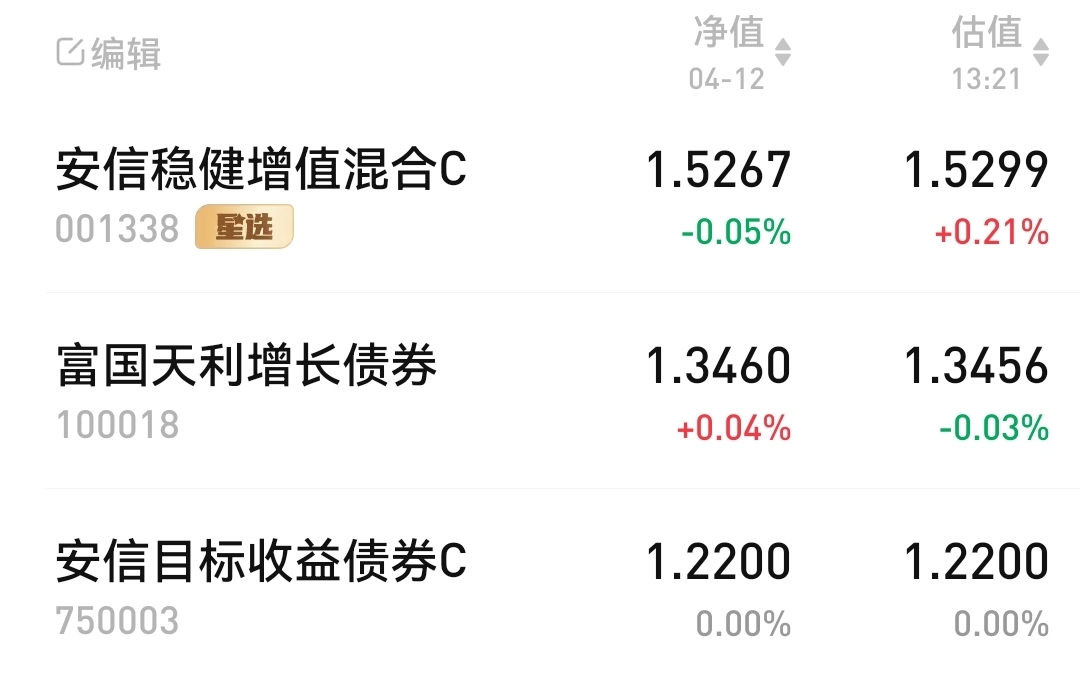 编辑 净值 估值
04-12 13:21
安信稳健增值混合C 1.5267 1.5299
001338 星选 -0.05% +0.21%
富国天利增长债券 1.3460 1.3456
100018 +0.04% -0.03%
安信目标收益债券C 1.2200 1.2200
750003 0.00% 0.00%